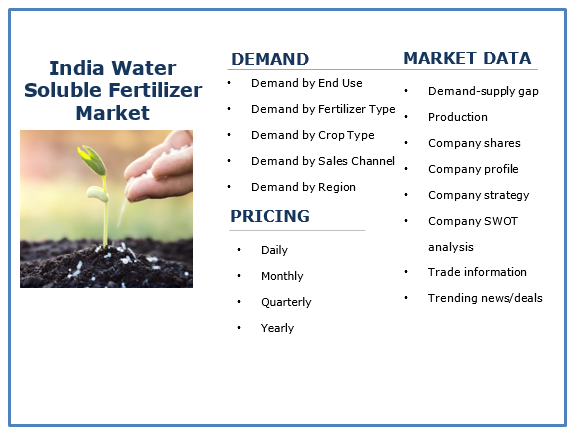 India Water
Soluble Fertilizer
Market
DEMAND
• Demand by End Use
• Demand by Fertilizer Type
• Demand by Crop Type
• Demand by Sales Channel
• Demand by Region
PRICING
• Daily
• Monthly
• Quarterly
• Yearly
MARKET DATA
• Demand-supply gap
• Production
• Company shares
• Company profile
• Company strategy
• Company SWOT
analysis
• Trade information
• Trending news/deals